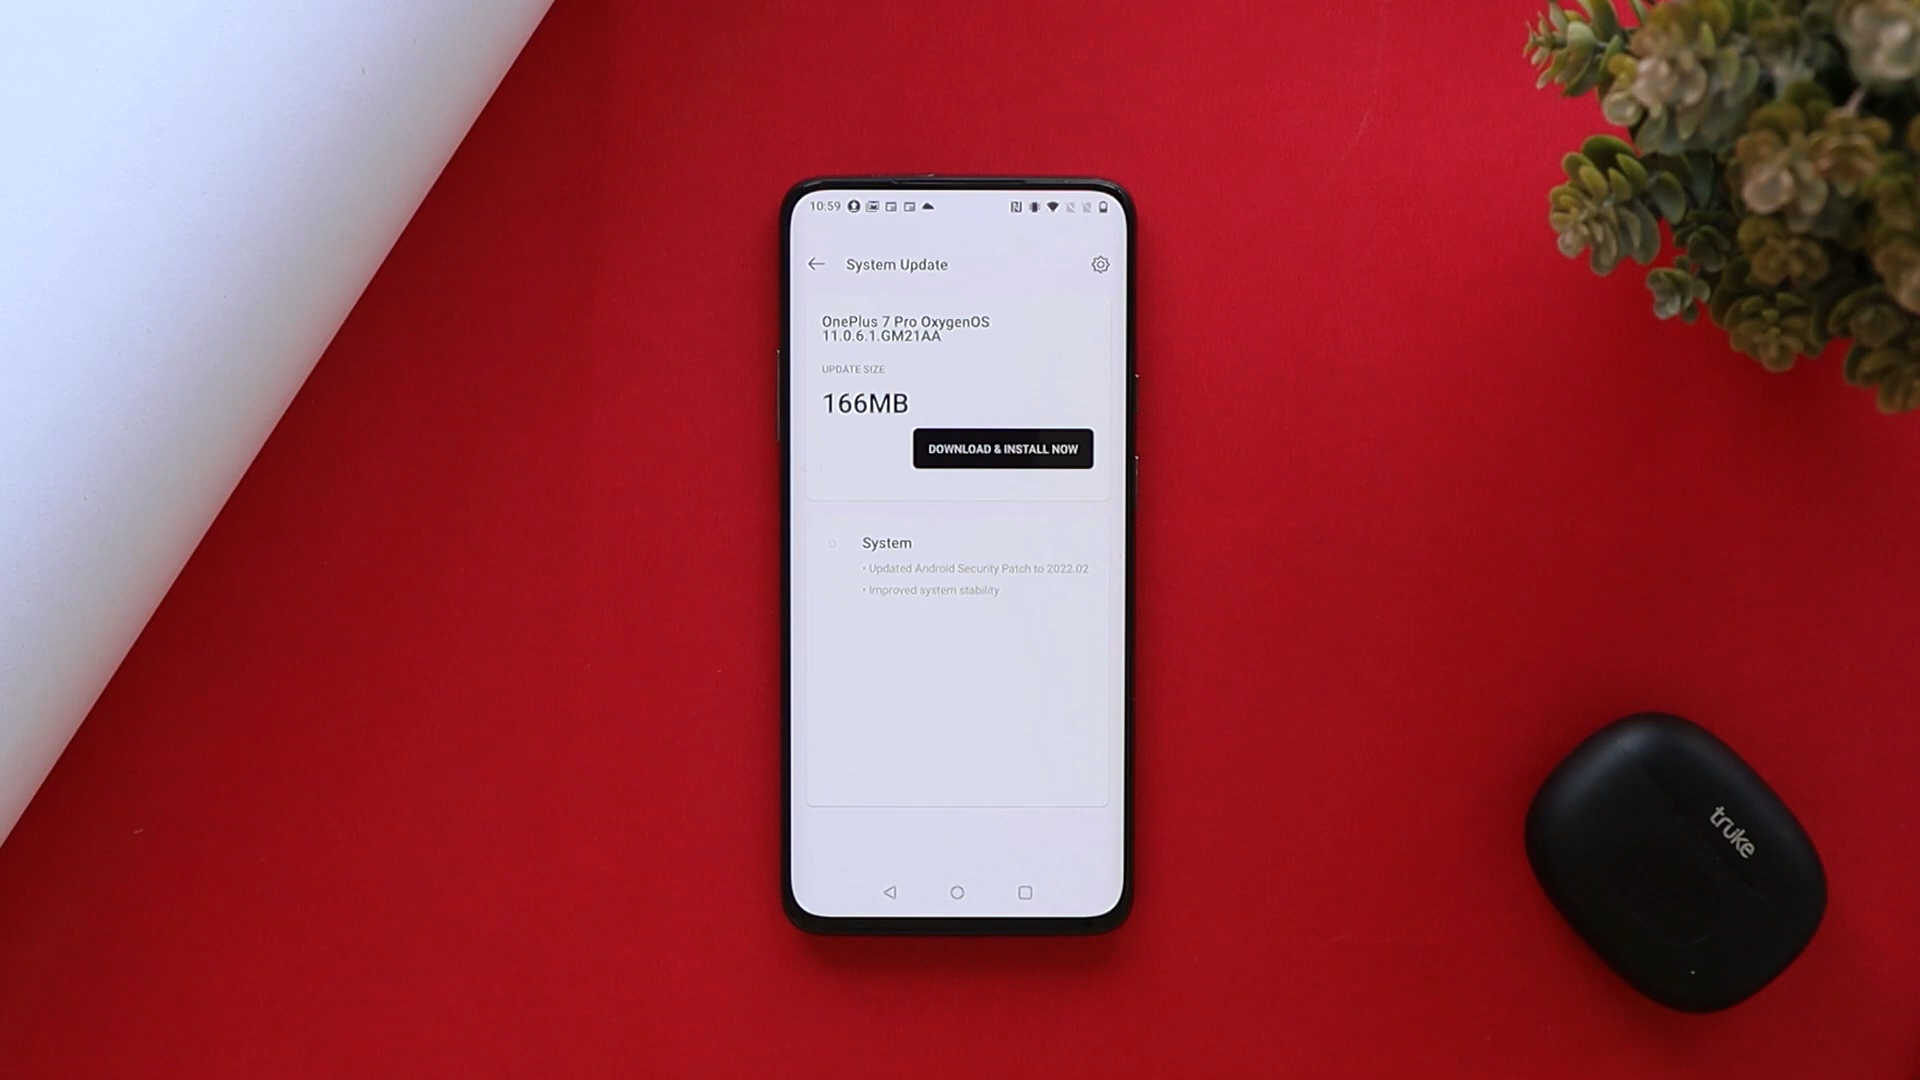 10:59
System Update
OnePlus 7 Pro OxygenOS
11.0.6.1.GM21AA
UPDATE SIZE
166MB
DOWNLOAD & INSTALL NOW
System
• Updated Android Security Patch to 2022.02
• Improved system stability
truke